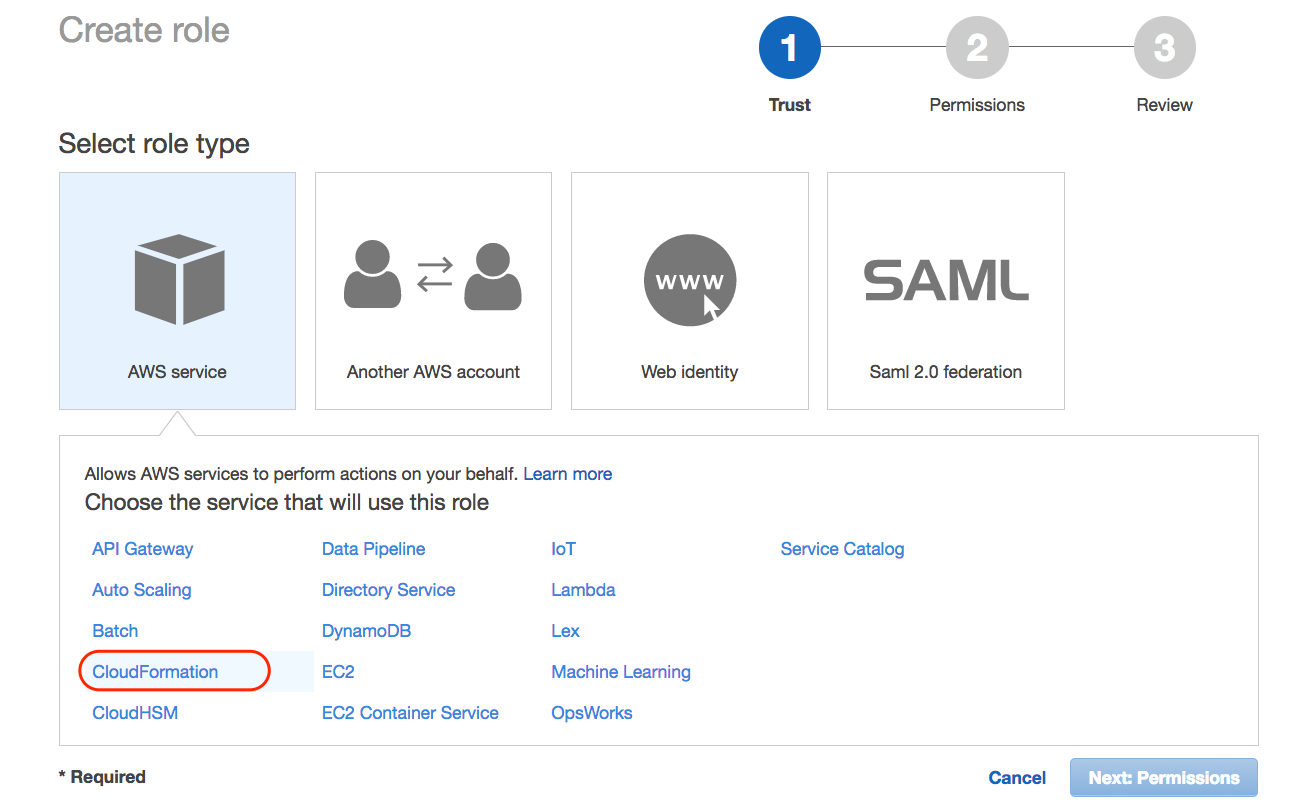 Create role
1
2
3
Trust
Permissions
Review
Select role type
www
SAML
AWS service
Another AWS account
Web identity
Saml 2.0 federation
Allows AWS services to perform actions on your behalf. Learn more
Choose the service that will use this role
API Gateway
Data Pipeline
IoT
Service Catalog
Auto Scaling
Directory Service
Lambda
Batch
DynamoDB
Lex
CloudFormation
EC2
Machine Learning
CloudHSM
EC2 Container Service
OpsWorks
* Required
Cancel
Next: Permissions